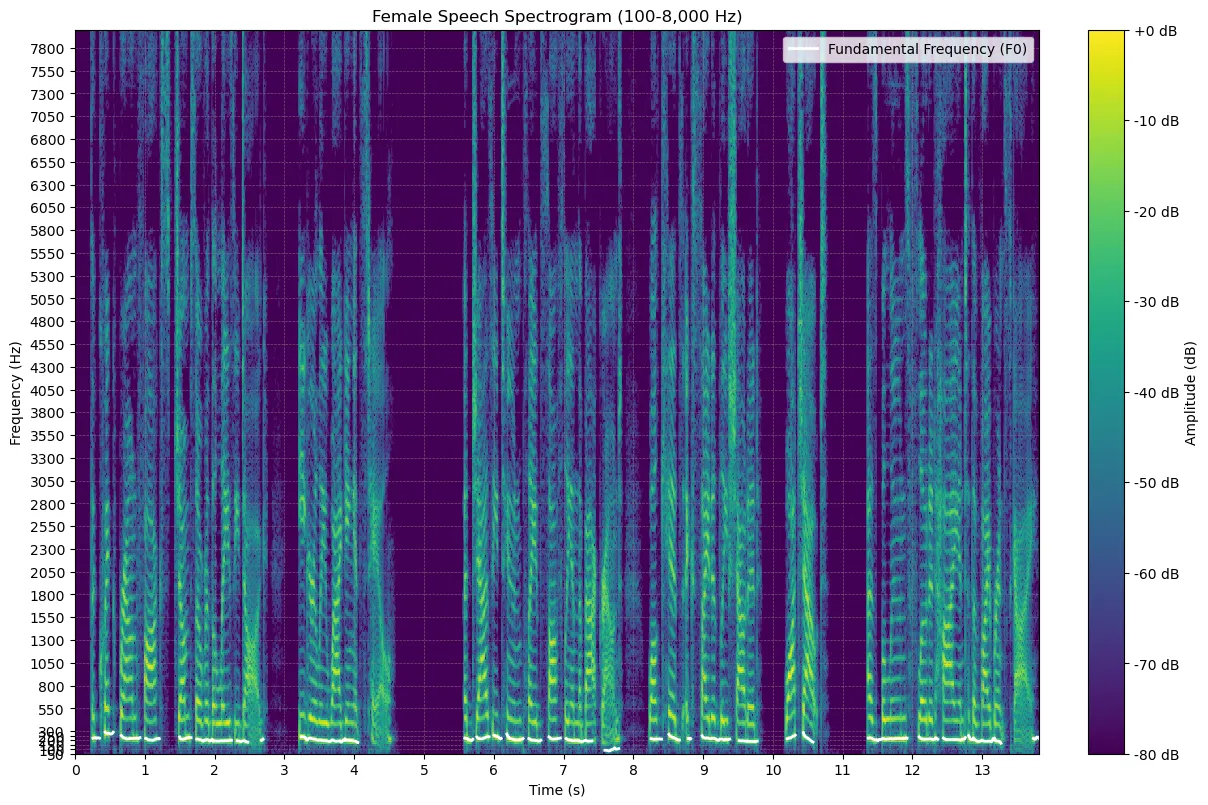 Female Speech Spectrogram (100-8,000 Hz)
Fundamental Frequency (F0)
Frequency (Hz)
7800
7550
7300
7050
6800
6550
6300
6050
5800
5550
5300
5050
4800
4550
4300
4050
3800
3550
3300
3050
2800
2550
2300
2050
1800
1550
1300
1050
800
550
300
50
0 1 2 3 4 5 6 7 8 9 10 11 12 13
Time (s)
+0 dB
-10 dB
-20 dB
-30 dB
-40 dB
-50 dB
-60 dB
-70 dB
-80 dB
Amplitude (dB)